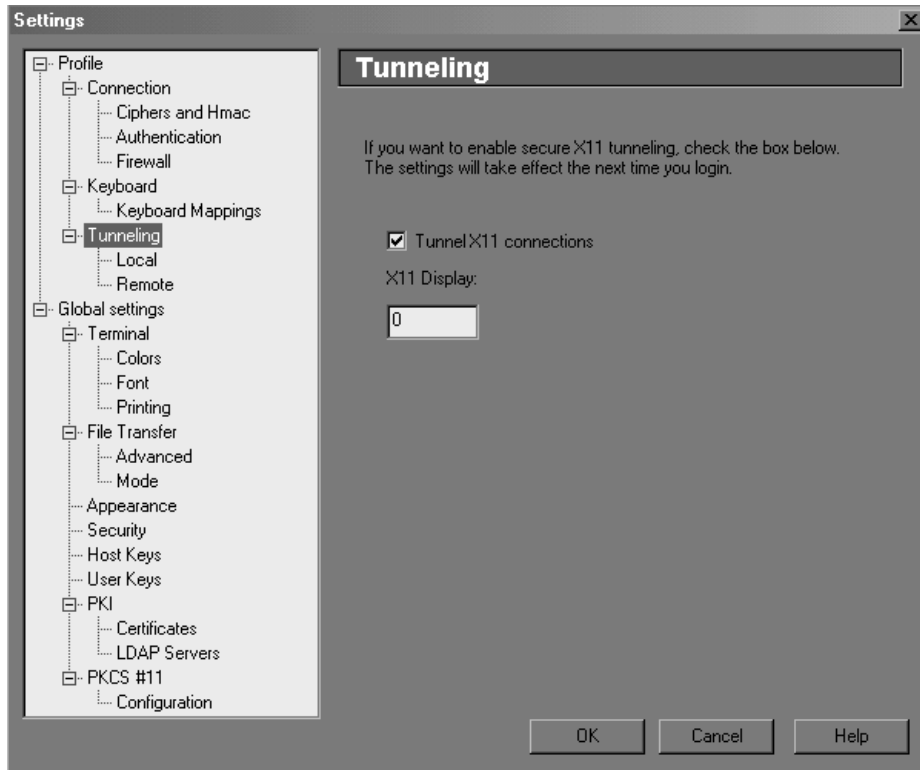 Settings
Profile
Connection
Ciphers and Hmac
Authentication
Firewall
Keyboard
Keyboard Mappings
Tunneling
Local
Remote
Global settings
Terminal
Colors
Font
Printing
File Transfer
Advanced
Mode
Appearance
Security
Host Keys
User Keys
PKI
Certificates
LDAP Servers
PKCS #11
Configuration
Tunneling
If you want to enable secure X11 tunneling, check the box below.
The settings will take effect the next time you login.
Tunnel X11 connections
X11 Display:
0
OK
Cancel
Help